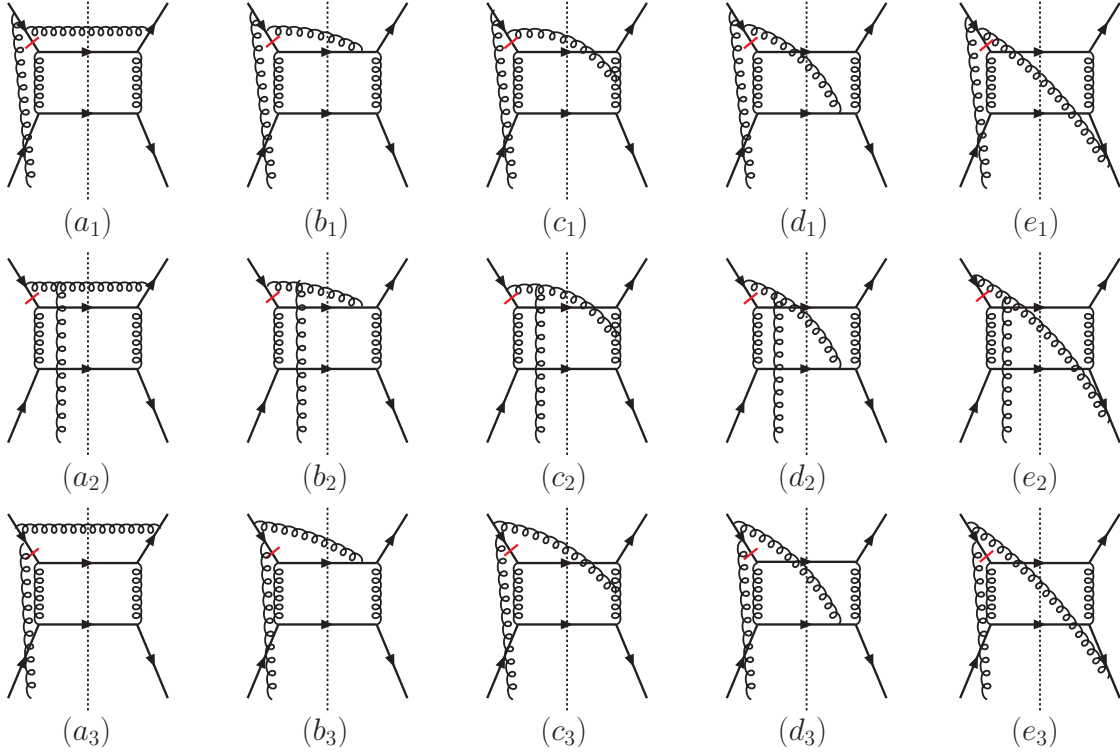 (a₁) (b₁) (c₁) (d₁) (e₁)
(a₂) (b₂) (c₂) (d₂) (e₂)
(a₃) (b₃) (c₃) (d₃) (e₃)